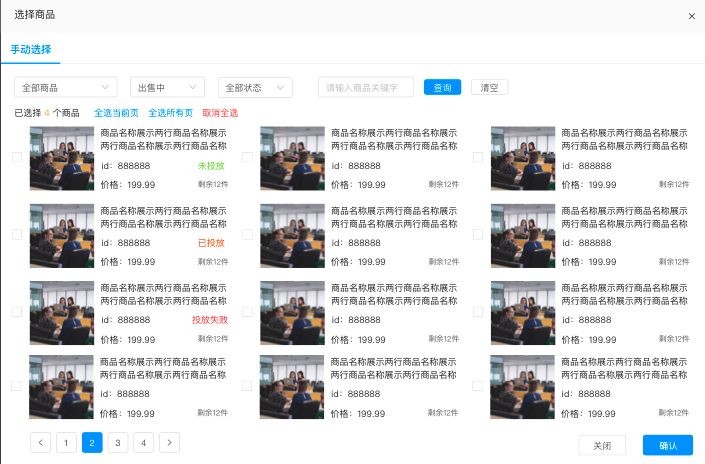 选择商品
手动选择
全部商品 出售中 全部状态 请输入商品关键字 查询 清空
已选择 4 个商品 全选当前页 全选所有页 取消全选
商品名称展示两行商品名称展示 商品名称展示两行商品名称展示 商品名称展示两行商品名称展示
两行商品名称展示两行商品名称 两行商品名称展示两行商品名称 两行商品名称展示两行商品名称
id：888888 未投放 id：888888 id：888888
价格：199.99 剩余12件 价格：199.99 剩余12件 价格：199.99 剩余12件
商品名称展示两行商品名称展示 商品名称展示两行商品名称展示 商品名称展示两行商品名称展示
两行商品名称展示两行商品名称 两行商品名称展示两行商品名称 两行商品名称展示两行商品名称
id：888888 已投放 id：888888 id：888888
价格：199.99 剩余12件 价格：199.99 剩余12件 价格：199.99 剩余12件
商品名称展示两行商品名称展示 商品名称展示两行商品名称展示 商品名称展示两行商品名称展示
两行商品名称展示两行商品名称 两行商品名称展示两行商品名称 两行商品名称展示两行商品名称
id：888888 投放失败 id：888888 id：888888
价格：199.99 剩余12件 价格：199.99 剩余12件 价格：199.99 剩余12件
商品名称展示两行商品名称展示 商品名称展示两行商品名称展示 商品名称展示两行商品名称展示
两行商品名称展示两行商品名称 两行商品名称展示两行商品名称 两行商品名称展示两行商品名称
id：888888 id：888888 id：888888
价格：199.99 剩余12件 价格：199.99 剩余12件 价格：199.99 剩余12件
1 2 3 4 关闭 确认